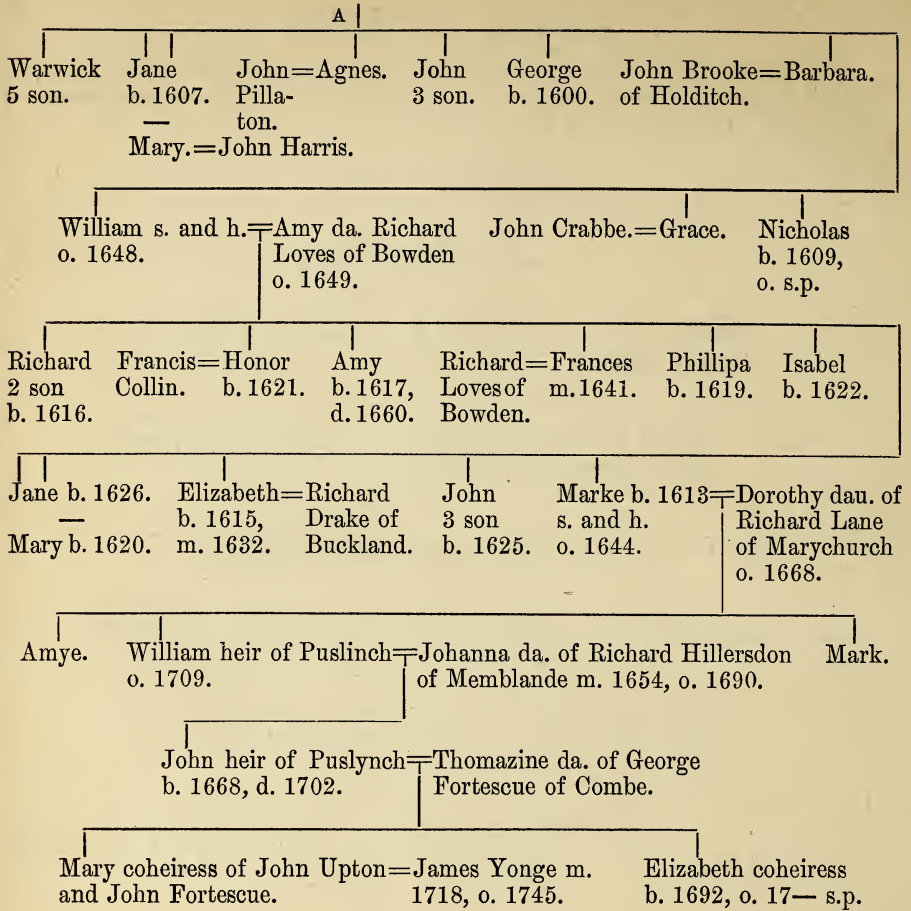 A
Warwick Jane John=Agnes. John George John Brooke=Barbara.
5 son. b. 1607. Pilla- 3 son. b. 1600. of Holditch.
— ton.
Mary.=John Harris.
William s. and h.=Amy da. Richard John Crabbe.=Grace. Nicholas
o. 1648. Loves of Bowden b. 1609,
o. 1649. o. s.p.
Richard Francis=Honor Amy Richard=Frances Phillipa Isabel
2 son Collin. b. 1621. b. 1617, Loves of m. 1641. b. 1619. b. 1622.
b. 1616. d. 1660. Bowden.
Jane b. 1626. Elizabeth=Richard John Marke b. 1613=Dorothy dau. of
— b. 1615, Drake of 3 son s. and h. Richard Lane
Mary b. 1620. m. 1632. Buckland. b. 1625. o. 1644. of Marychurch
o. 1668.
Amye. William heir of Puslinch=Johanna da. of Richard Hillersdon Mark.
o. 1709. of Memblande m. 1654, o. 1690.
John heir of Puslynch=Thomazine da. of George
b. 1668, d. 1702. Fortescue of Combe.
Mary coheiress of John Upton=James Yonge m. Elizabeth coheiress
and John Fortescue. 1718, o. 1745. b. 1692, o. 17— s.p.